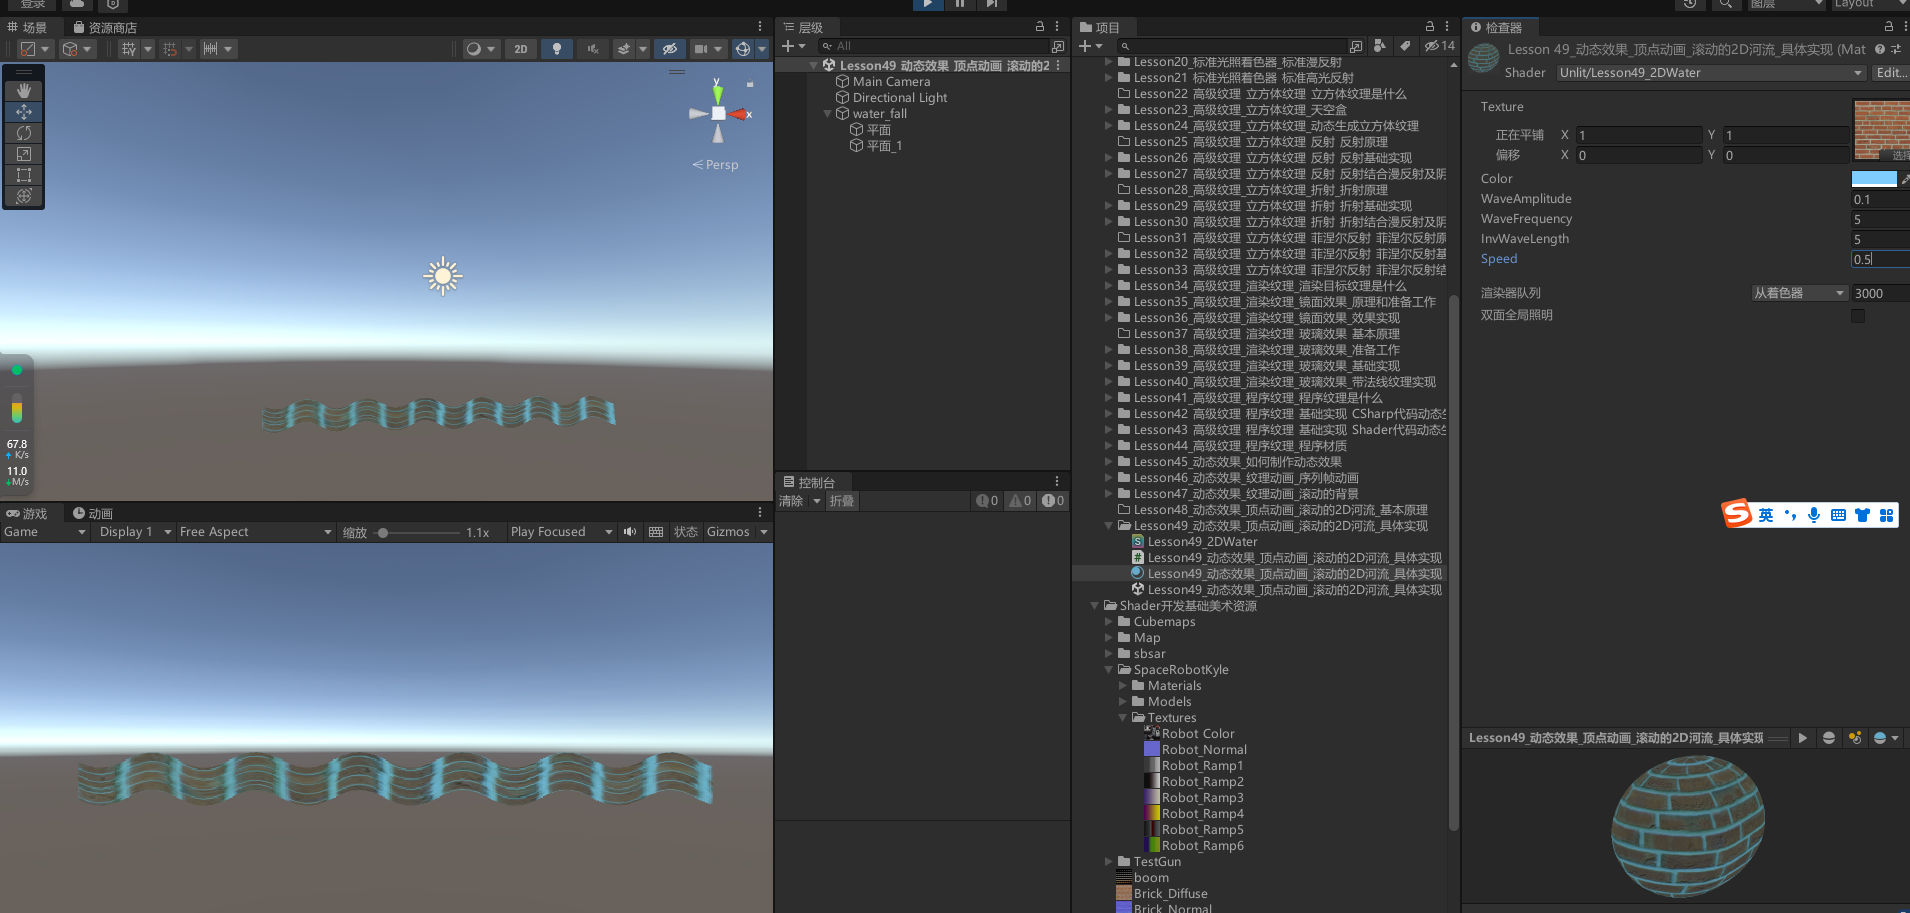 登录
图层
Layout
场景
资源商店
2D
Y
X
Persp
67.8
K/s
11.0
M/s
游戏
动画
Game
Display 1
Free Aspect
缩放
1.1x
Play Focused
状态
Gizmos
层级
All
Lesson49_动态效果_顶点动画_滚动的2
Main Camera
Directional Light
water_fall
平面
平面_1
控制台
清除
折叠
0
0
0
项目
14
Lesson20_标准光照着色器_标准漫反射
Lesson21_标准光照着色器_标准高光反射
Lesson22_高级纹理_立方体纹理_立方体纹理是什么
Lesson23_高级纹理_立方体纹理_天空盒
Lesson24_高级纹理_立方体纹理_动态生成立方体纹理
Lesson25_高级纹理_立方体纹理_反射_反射原理
Lesson26_高级纹理_立方体纹理_反射_反射基础实现
Lesson27_高级纹理_立方体纹理_反射_反射结合漫反射及阴
Lesson28_高级纹理_立方体纹理_折射_折射原理
Lesson29_高级纹理_立方体纹理_折射_折射基础实现
Lesson30_高级纹理_立方体纹理_折射_折射结合漫反射及阴
Lesson31_高级纹理_立方体纹理_菲涅尔反射_菲涅尔反射原
Lesson32_高级纹理_立方体纹理_菲涅尔反射_菲涅尔反射基
Lesson33_高级纹理_立方体纹理_菲涅尔反射_菲涅尔反射结
Lesson34_高级纹理_渲染纹理_渲染目标纹理是什么
Lesson35_高级纹理_渲染纹理_镜面效果_原理和准备工作
Lesson36_高级纹理_渲染纹理_镜面效果_效果实现
Lesson37_高级纹理_渲染纹理_玻璃效果_基本原理
Lesson38_高级纹理_渲染纹理_玻璃效果_准备工作
Lesson39_高级纹理_渲染纹理_玻璃效果_基础实现
Lesson40_高级纹理_渲染纹理_玻璃效果_带法线纹理实现
Lesson41_高级纹理_程序纹理_程序纹理是什么
Lesson42_高级纹理_程序纹理_基础实现_CSharp代码动态生
Lesson43_高级纹理_程序纹理_基础实现_Shader代码动态生
Lesson44_高级纹理_程序纹理_程序材质
Lesson45_动态效果_如何制作动态效果
Lesson46_动态效果_纹理动画_序列帧动画
Lesson47_动态效果_纹理动画_滚动的背景
Lesson48_动态效果_顶点动画_滚动的2D河流_基本原理
Lesson49_动态效果_顶点动画_滚动的2D河流_具体实现
Lesson49_2DWater
Lesson49_动态效果_顶点动画_滚动的2D河流_具体实现
Lesson49_动态效果_顶点动画_滚动的2D河流_具体实现
Lesson49_动态效果_顶点动画_滚动的2D河流_具体实现
Shader开发基础美术资源
Cubemaps
Map
sbsar
SpaceRobotKyle
Materials
Models
Textures
Robot Color
Robot_Normal
Robot_Ramp1
Robot_Ramp2
Robot_Ramp3
Robot_Ramp4
Robot_Ramp5
Robot_Ramp6
TestGun
boom
Brick_Diffuse
Brick_Normal
检查器
Lesson 49_动态效果_顶点动画_滚动的2D河流_具体实现 (Mat
Shader
Unlit/Lesson49_2DWater
Edit...
Texture
正在平铺 X 1 Y 1
偏移 X 0 Y 0
选择
Color
WaveAmplitude 0.1
WaveFrequency 5
InvWaveLength 5
Speed 0.5
渲染器队列 从着色器 3000
双面全局照明
S
英
Lesson49_动态效果_顶点动画_滚动的2D河流_具体实现